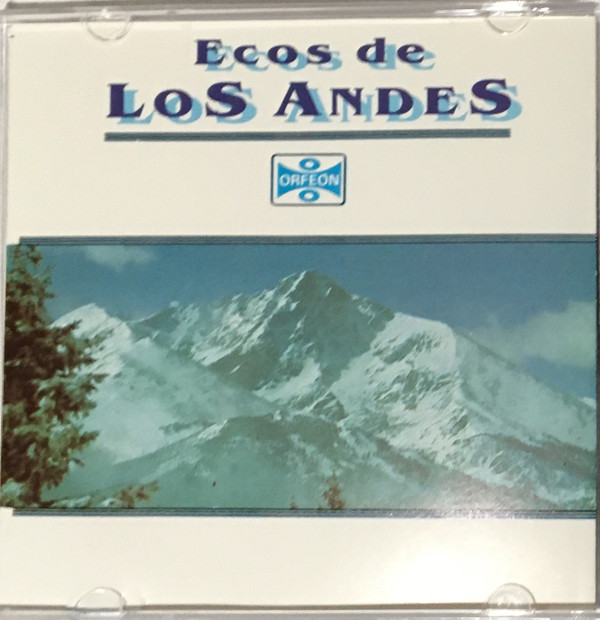 Ecos de
LOS ANDES
ORFEON